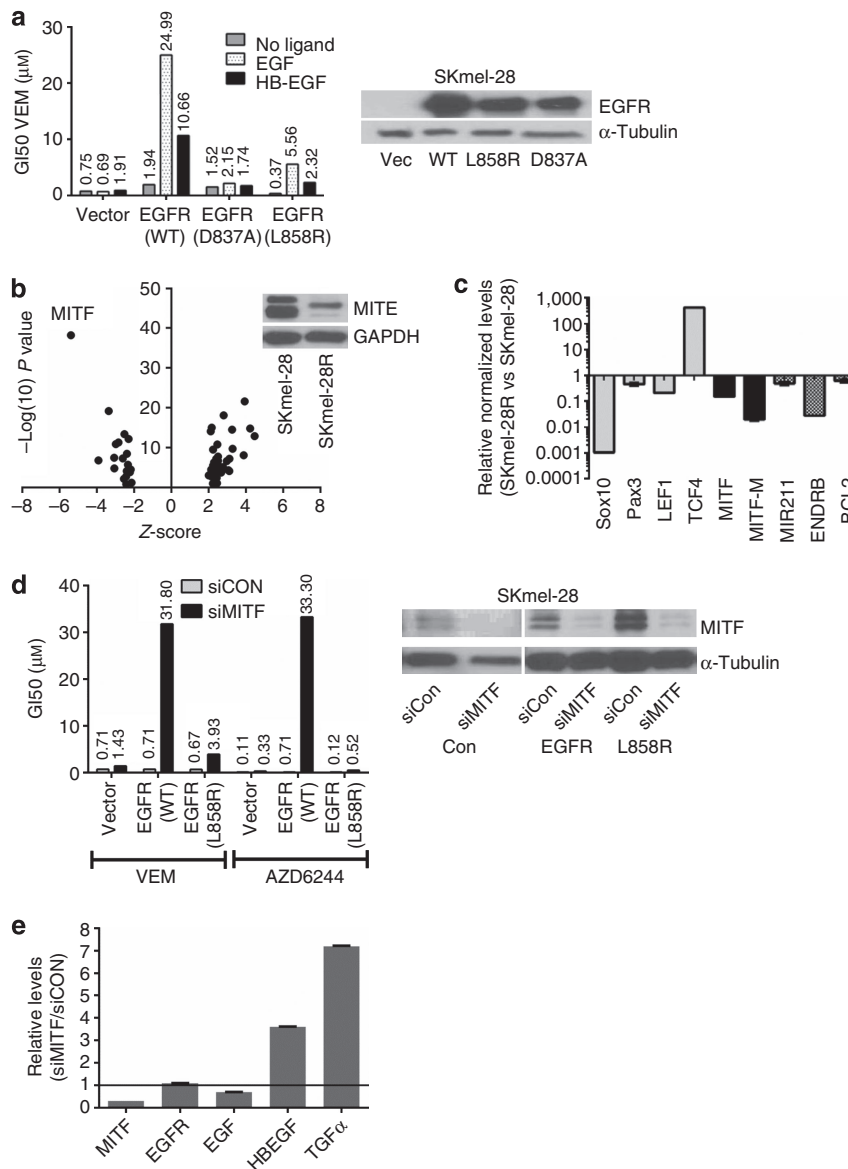 a
GI50 VEM (μM)
30
20
10
0
No ligand
EGF
HB-EGF
0.75
0.69
1.91
1.94
24.99
10.66
1.52
2.15
1.74
0.37
5.56
2.32
Vector
EGFR
(WT)
EGFR
(D837A)
EGFR
(L858R)
SKmel-28
EGFR
α-Tubulin
Vec WT L858R D837A
b
–Log(10) P value
MITF
50
40
30
20
10
–8 –6 –4 –2 0 2 4 6 8
Z-score
MITE
GAPDH
SKmel-28
SKmel-28R
c
Relative normalized levels
(SKmel-28R vs SKmel-28)
1,000
100
10
1
0.1
0.01
0.001
0.0001
Sox10
Pax3
LEF1
TCF4
MITF
MITF-M
MIR211
ENDRB
BCL2
d
GI50 (μM)
40
30
20
10
0
siCON
siMITF
0.71
1.43
0.71
31.80
0.67
3.93
0.11
0.33
0.71
33.30
0.12
0.52
Vector
EGFR
(WT)
EGFR
(L858R)
Vector
EGFR
(WT)
EGFR
(L858R)
VEM
AZD6244
SKmel-28
MITF
α-Tubulin
siCon
siMITF
siCon
siMITF
siCon
siMITF
Con
EGFR
L858R
e
Relative levels
(siMITF/siCON)
8
7
6
5
4
3
2
1
0
MITF
EGFR
EGF
HBEGF
TGFα